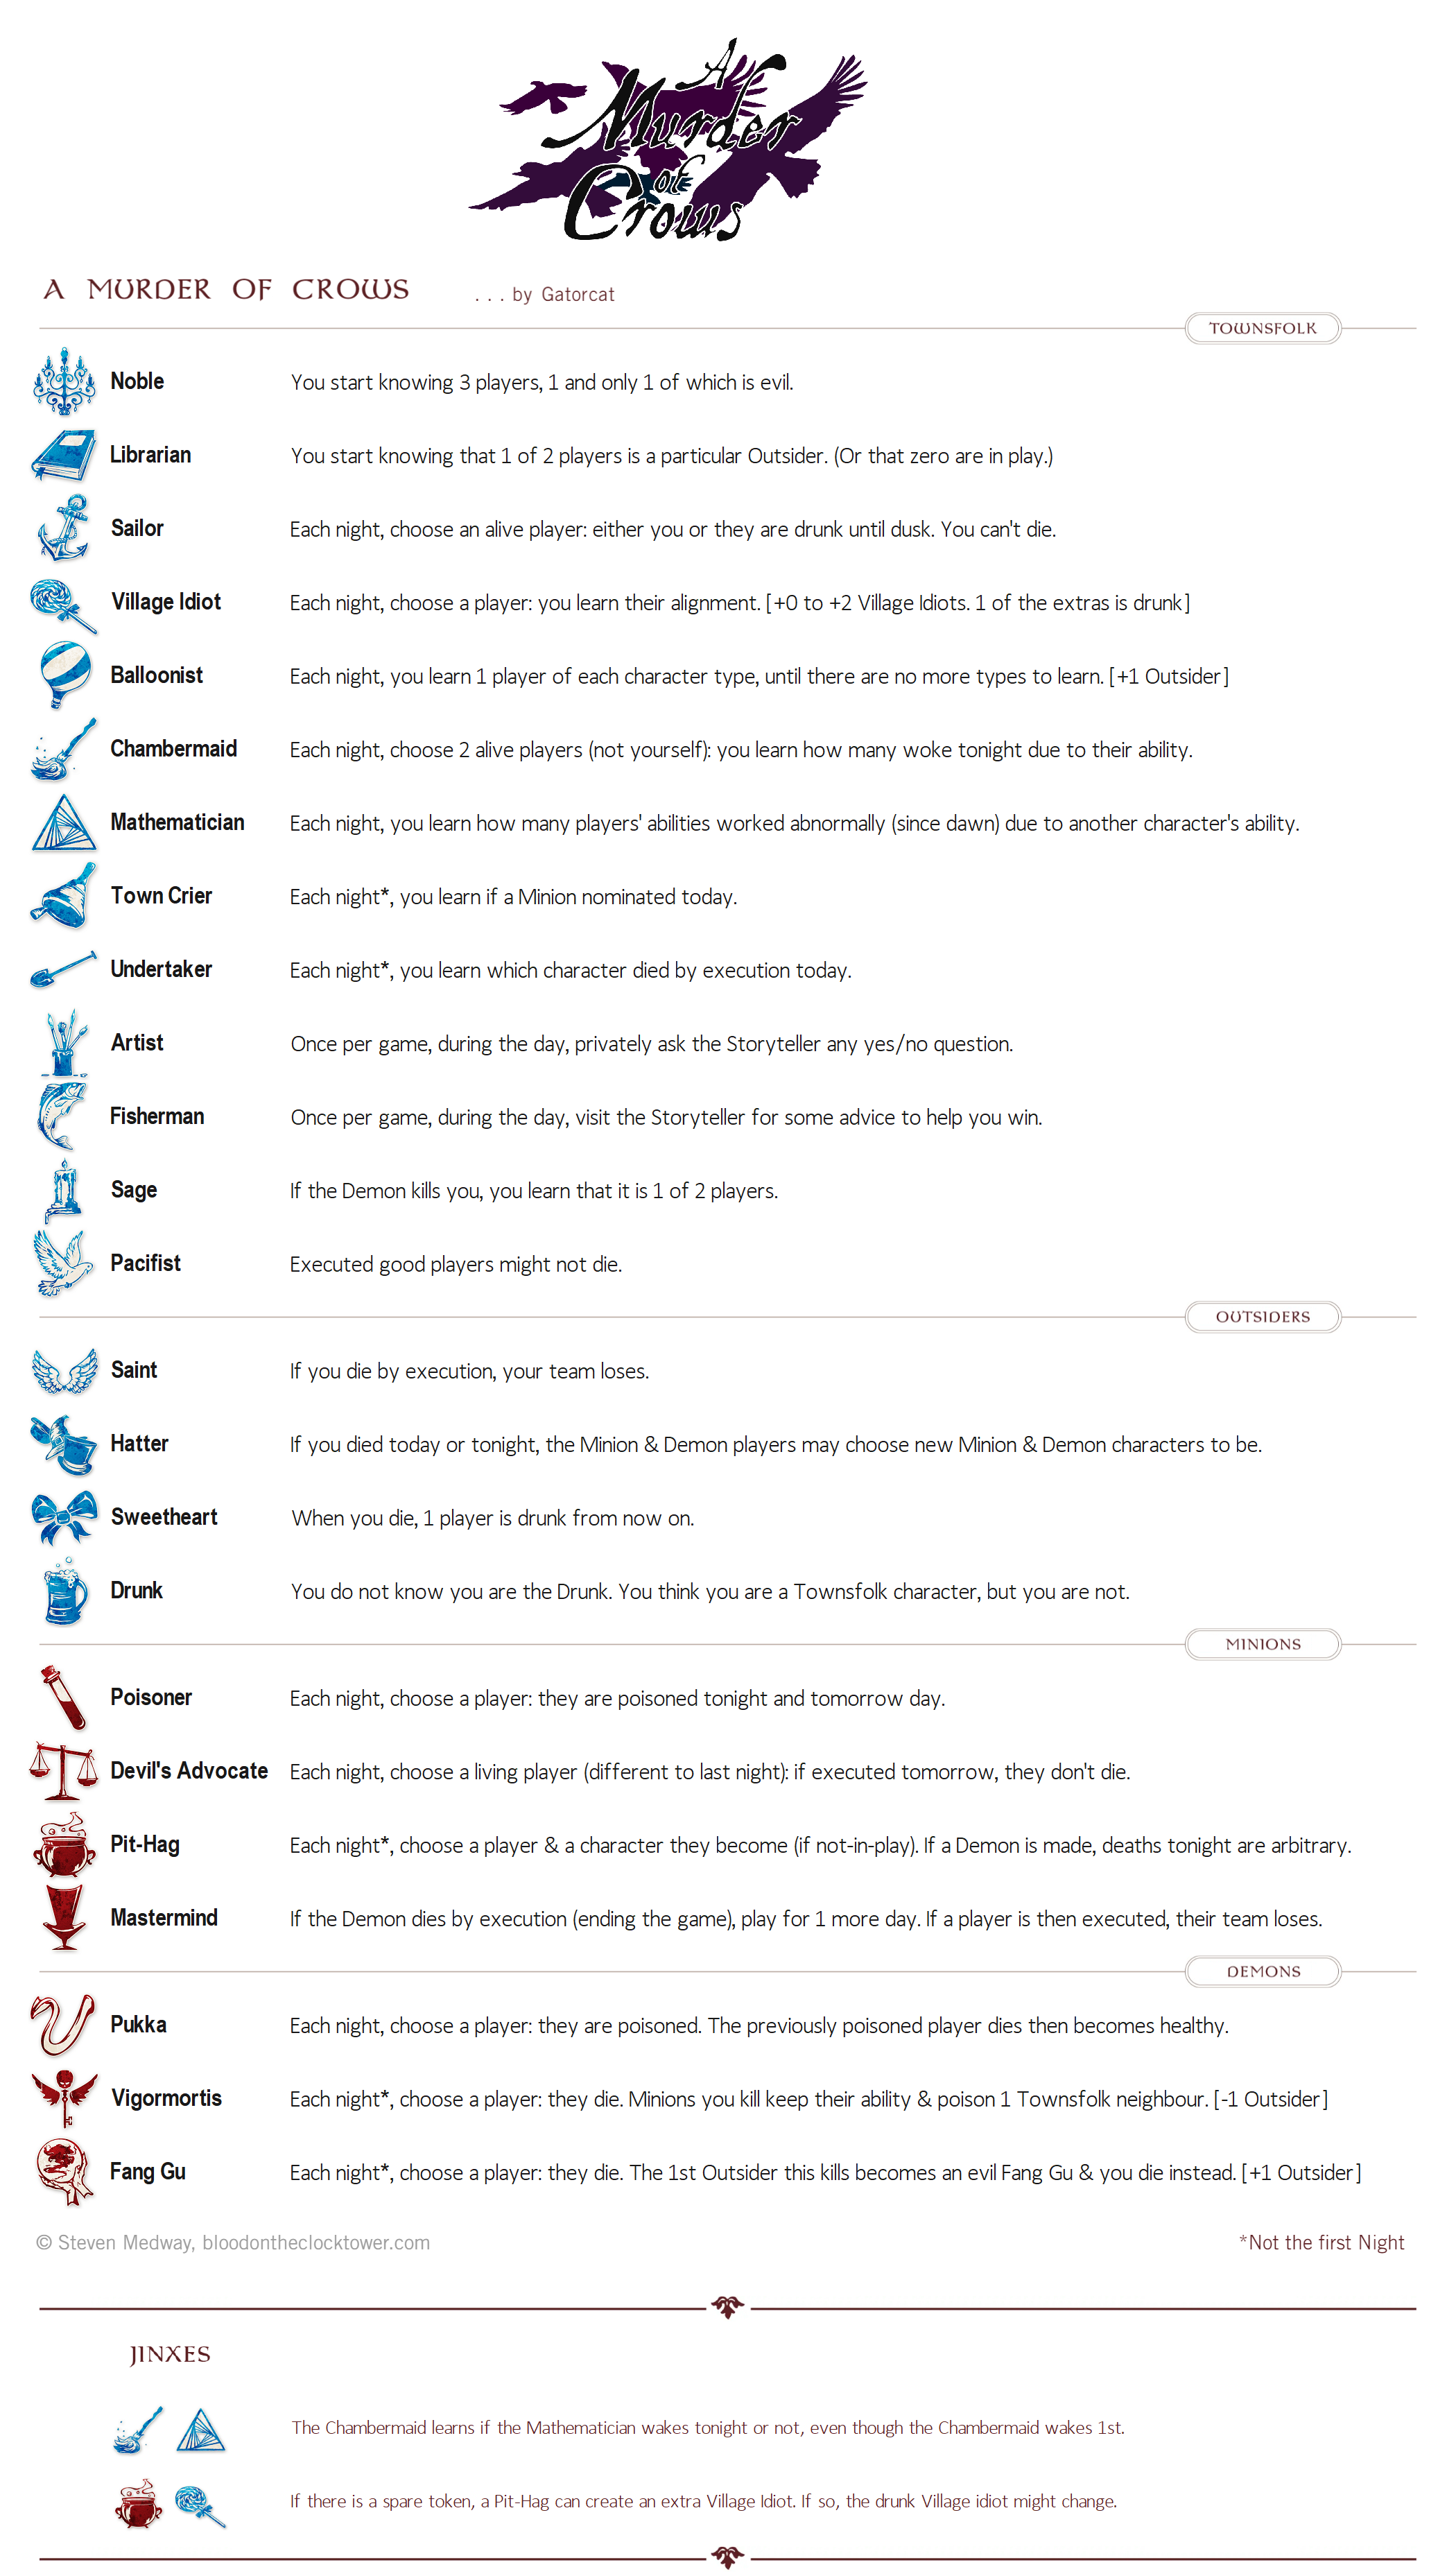 A
Murder
of
Crows
A MURDER OF CROWS . . . by Gatorcat
TOWNSFOLK
Noble You start knowing 3 players, 1 and only 1 of which is evil.
Librarian You start knowing that 1 of 2 players is a particular Outsider. (Or that zero are in play.)
Sailor Each night, choose an alive player: either you or they are drunk until dusk. You can't die.
Village Idiot Each night, choose a player: you learn their alignment. [+0 to +2 Village Idiots. 1 of the extras is drunk]
Balloonist Each night, you learn 1 player of each character type, until there are no more types to learn. [+1 Outsider]
Chambermaid Each night, choose 2 alive players (not yourself): you learn how many woke tonight due to their ability.
Mathematician Each night, you learn how many players' abilities worked abnormally (since dawn) due to another character's ability.
Town Crier Each night*, you learn if a Minion nominated today.
Undertaker Each night*, you learn which character died by execution today.
Artist Once per game, during the day, privately ask the Storyteller any yes/no question.
Fisherman Once per game, during the day, visit the Storyteller for some advice to help you win.
Sage If the Demon kills you, you learn that it is 1 of 2 players.
Pacifist Executed good players might not die.
OUTSIDERS
Saint If you die by execution, your team loses.
Hatter If you died today or tonight, the Minion & Demon players may choose new Minion & Demon characters to be.
Sweetheart When you die, 1 player is drunk from now on.
Drunk You do not know you are the Drunk. You think you are a Townsfolk character, but you are not.
MINIONS
Poisoner Each night, choose a player: they are poisoned tonight and tomorrow day.
Devil's Advocate Each night, choose a living player (different to last night): if executed tomorrow, they don't die.
Pit-Hag Each night*, choose a player & a character they become (if not-in-play). If a Demon is made, deaths tonight are arbitrary.
Mastermind If the Demon dies by execution (ending the game), play for 1 more day. If a player is then executed, their team loses.
DEMONS
Pukka Each night, choose a player: they are poisoned. The previously poisoned player dies then becomes healthy.
Vigormortis Each night*, choose a player: they die. Minions you kill keep their ability & poison 1 Townsfolk neighbour. [-1 Outsider]
Fang Gu Each night*, choose a player: they die. The 1st Outsider this kills becomes an evil Fang Gu & you die instead. [+1 Outsider]
© Steven Medway, bloodontheclocktower.com *Not the first Night
JINXES
The Chambermaid learns if the Mathematician wakes tonight or not, even though the Chambermaid wakes 1st.
If there is a spare token, a Pit-Hag can create an extra Village Idiot. If so, the drunk Village idiot might change.